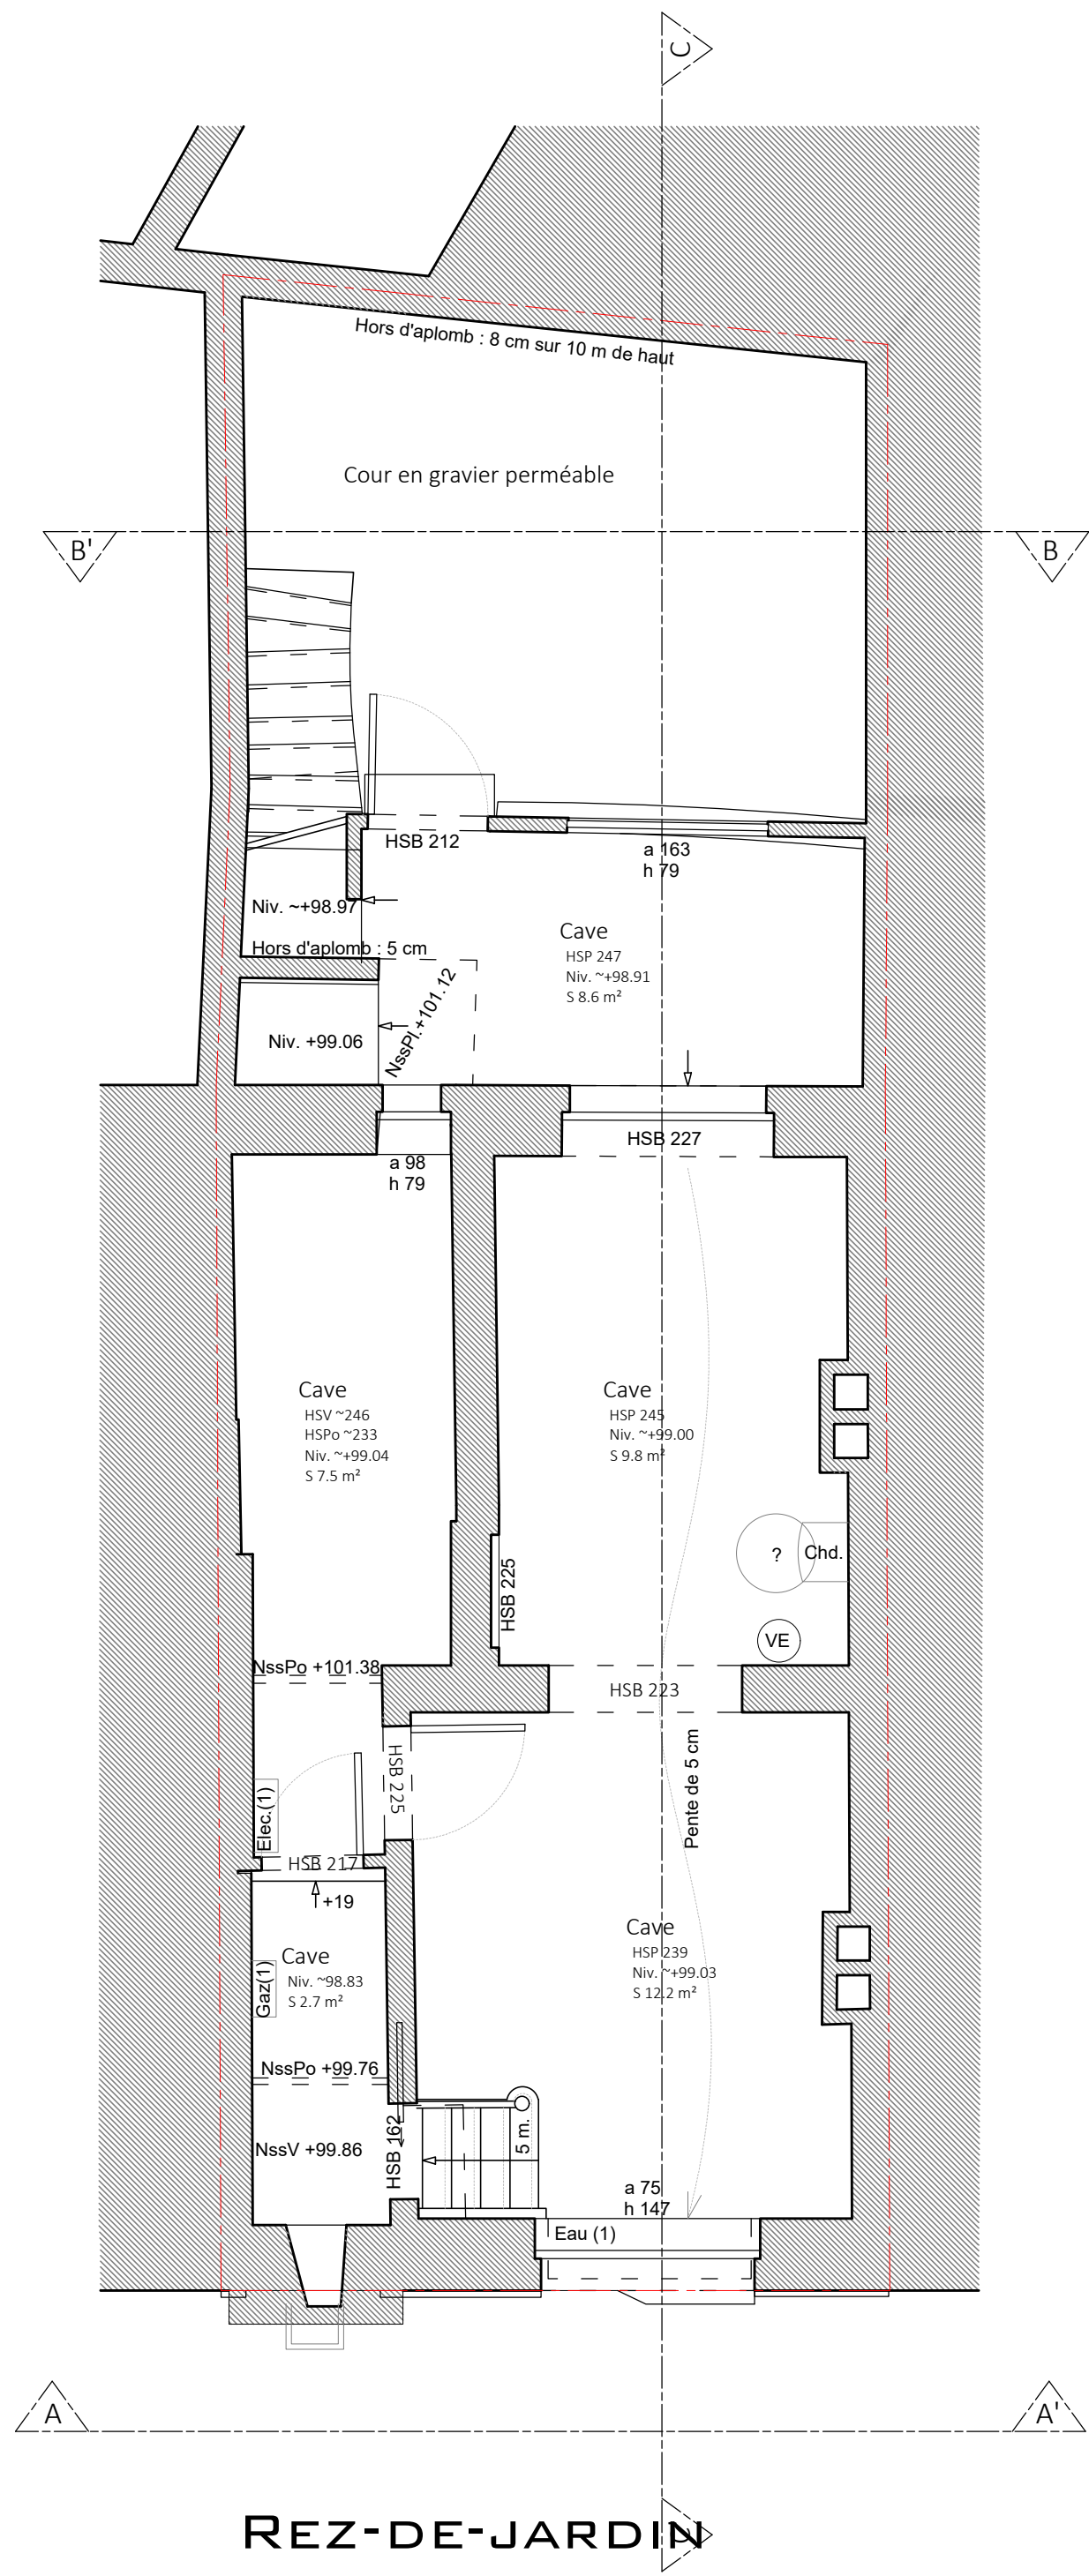 C
Hors d'aplomb : 8 cm sur 10 m de haut
Cour en gravier perméable
B'
B
HSB 212
a 163
h 79
Niv. ~+98.97
Hors d'aplomb : 5 cm
Cave
HSP 247
Niv. ~+98.91
S 8.6 m²
NssPl.+101.12
Niv. +99.06
HSB 227
a 98
h 79
Cave
HSV ~246
HSPo ~233
Niv. ~+99.04
S 7.5 m²
Cave
HSP 245
Niv. ~+99.00
S 9.8 m²
?
Chd.
HSB 225
VE
NssPo +101.38
HSB 223
HSB 225
Pente de 5 cm
Elec.(1)
HSB 217
+19
Cave
Niv. ~98.83
S 2.7 m²
Gaz(1)
Cave
HSP 239
Niv. ~+99.03
S 12.2 m²
NssPo +99.76
NssV +99.86
HSB 162
5 m.
a 75
h 147
Eau (1)
A
A'
REZ-DE-JARDIN